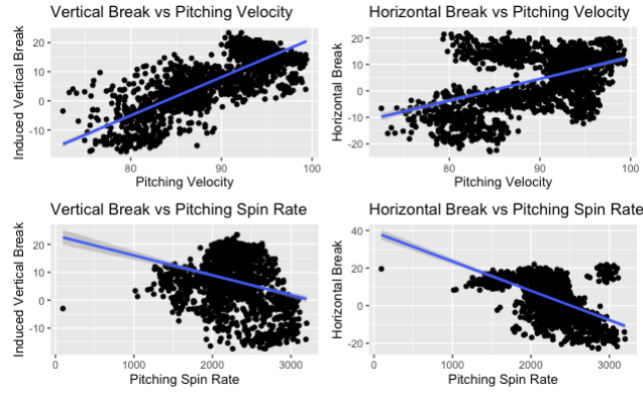 Vertical Break vs Pitching Velocity
Induced Vertical Break
20
10
0
-10
80
90
100
Pitching Velocity
Horizontal Break vs Pitching Velocity
Horizontal Break
20
10
0
-10
-20
80
90
100
Pitching Velocity
Vertical Break vs Pitching Spin Rate
Induced Vertical Break
20
10
0
-10
0
1000
2000
3000
Pitching Spin Rate
Horizontal Break vs Pitching Spin Rate
Horizontal Break
40
20
0
-20
0
1000
2000
3000
Pitching Spin Rate